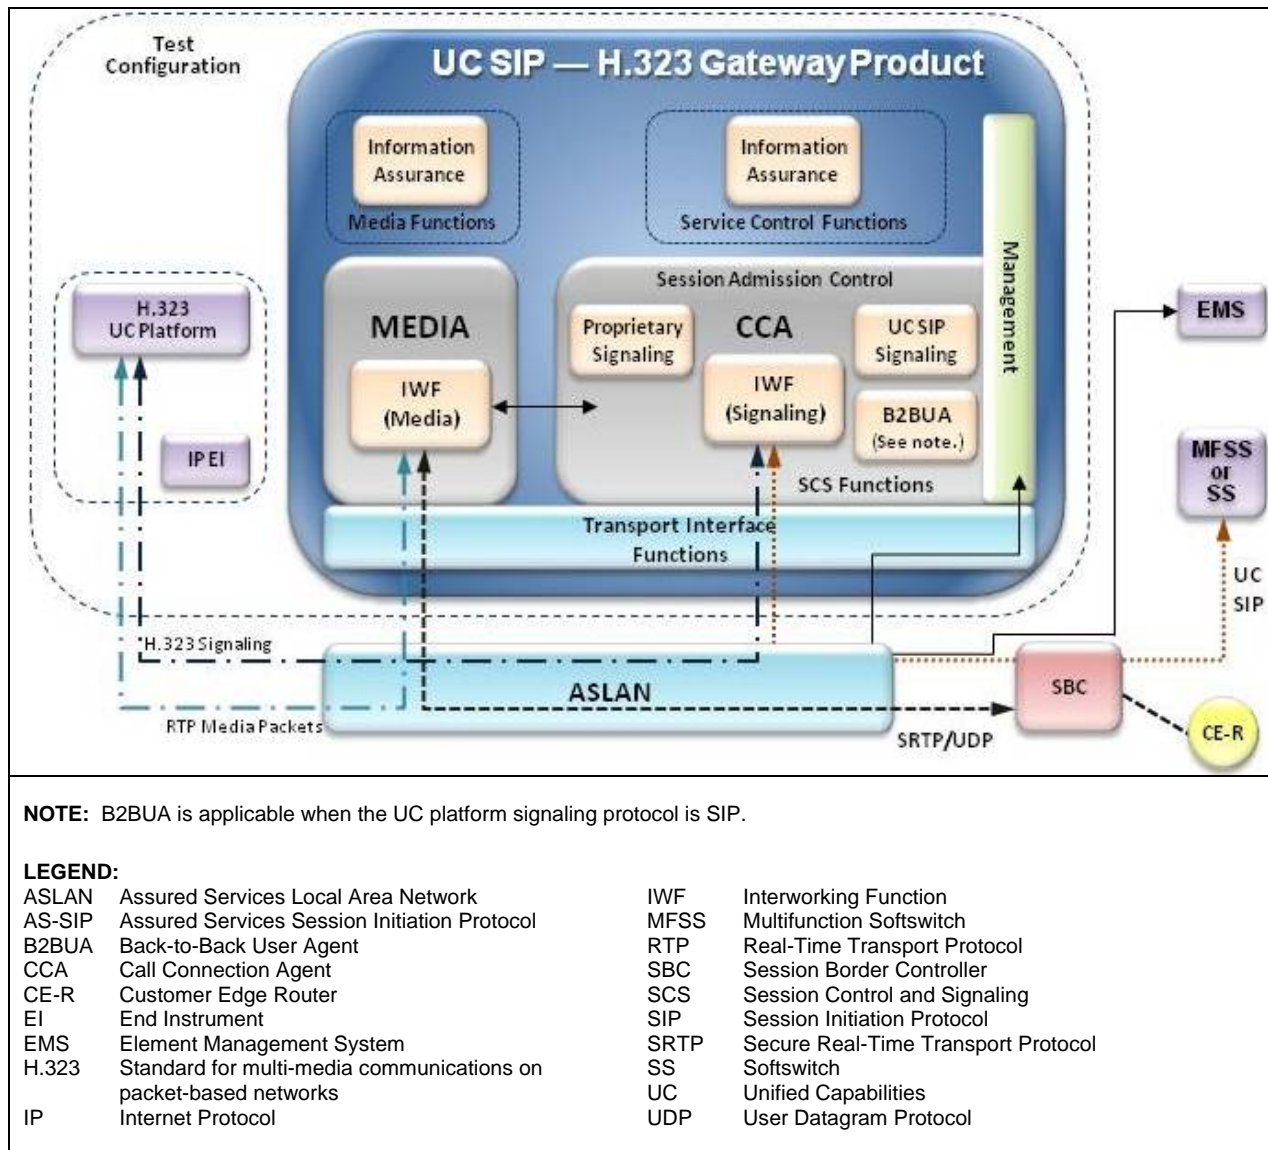 Test
Configuration
UC SIP — H.323 Gateway Product
Information
Assurance
Media Functions
Information
Assurance
Service Control Functions
Management
H.323
UC Platform
IP EI
MEDIA
IWF
(Media)
Session Admission Control
Proprietary
Signaling
CCA
IWF
(Signaling)
UC SIP
Signaling
B2BUA
(See note.)
SCS Functions
Transport Interface
Functions
EMS
MFSS
or
SS
UC
SIP
H.323 Signaling
RTP Media Packets
ASLAN
SRTP/UDP
SBC
CE-R
NOTE: B2BUA is applicable when the UC platform signaling protocol is SIP.
LEGEND:
ASLAN Assured Services Local Area Network
AS-SIP Assured Services Session Initiation Protocol
B2BUA Back-to-Back User Agent
CCA Call Connection Agent
CE-R Customer Edge Router
EI End Instrument
EMS Element Management System
H.323 Standard for multi-media communications on
packet-based networks
IP Internet Protocol
IWF Interworking Function
MFSS Multifunction Softswitch
RTP Real-Time Transport Protocol
SBC Session Border Controller
SCS Session Control and Signaling
SIP Session Initiation Protocol
SRTP Secure Real-Time Transport Protocol
SS Softswitch
UC Unified Capabilities
UDP User Datagram Protocol